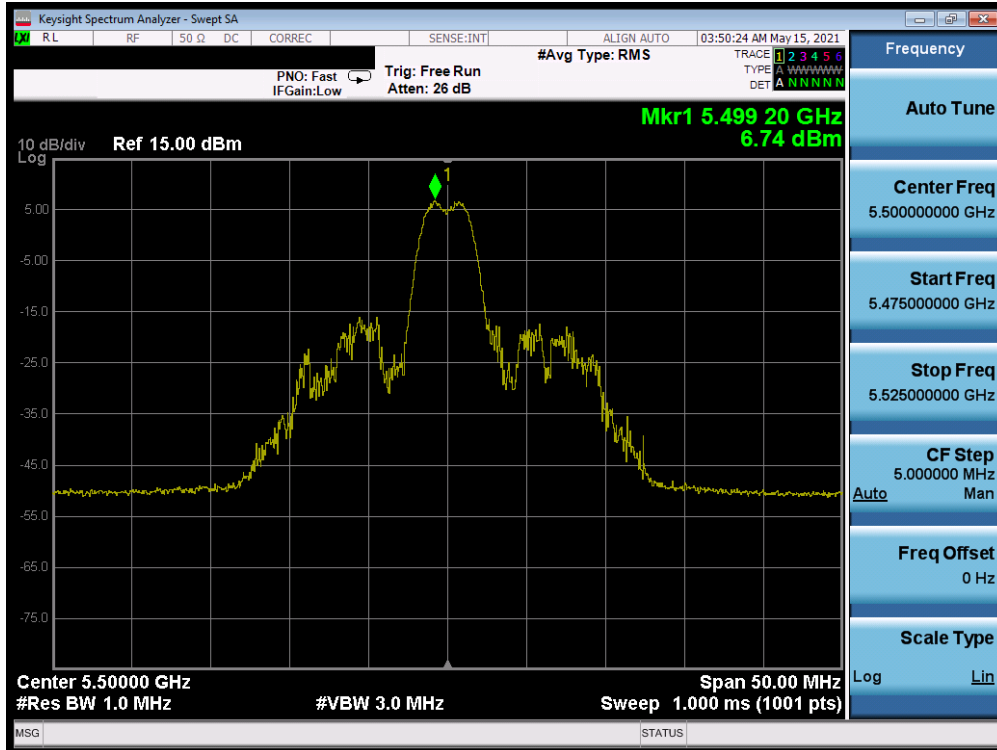 Keysight Spectrum Analyzer - Swept SA
LXI RL RF 50 Ω DC CORREC SENSE:INT ALIGN AUTO 03:50:24 AM May 15, 2021
#Avg Type: RMS
TRACE 1 2 3 4 5 6
TYPE A WWWWW
DET A N N N N N
PNO: Fast
IFGain:Low
Trig: Free Run
Atten: 26 dB
Mkr1 5.499 20 GHz
6.74 dBm
10 dB/div
Log
Ref 15.00 dBm
1
5.00
-5.00
-15.0
-25.0
-35.0
-45.0
-55.0
-65.0
-75.0
Center 5.50000 GHz
Span 50.00 MHz
#Res BW 1.0 MHz
#VBW 3.0 MHz
Sweep 1.000 ms (1001 pts)
MSG
STATUS
Frequency
Auto Tune
Center Freq
5.500000000 GHz
Start Freq
5.475000000 GHz
Stop Freq
5.525000000 GHz
CF Step
5.000000 MHz
Auto Man
Freq Offset
0 Hz
Scale Type
Log Lin